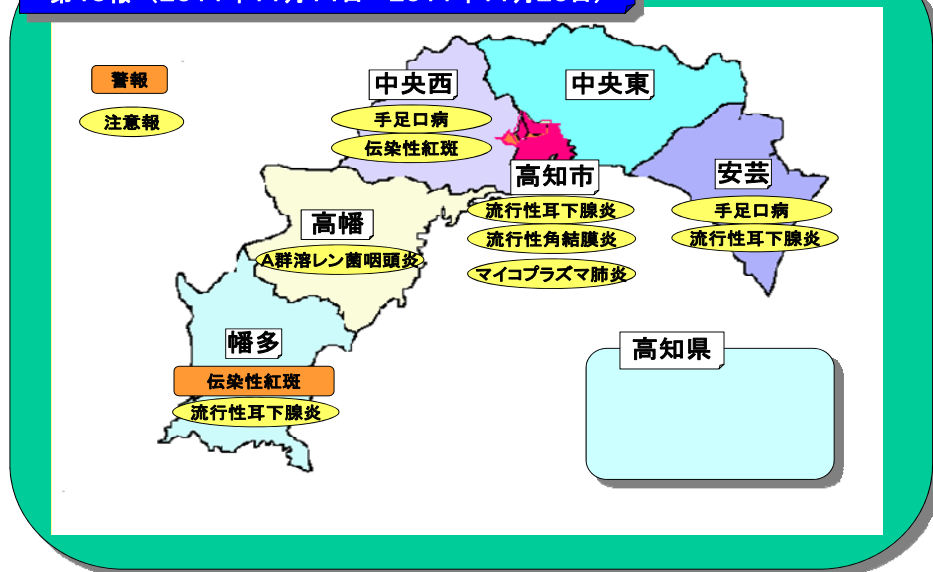 警報
注意報
中央西
手足口病
伝染性紅斑
中央東
高知市
流行性耳下腺炎
流行性角結膜炎
マイコプラズマ肺炎
安芸
手足口病
流行性耳下腺炎
高幡
A群溶レン菌咽頭炎
幡多
伝染性紅斑
流行性耳下腺炎
高知県